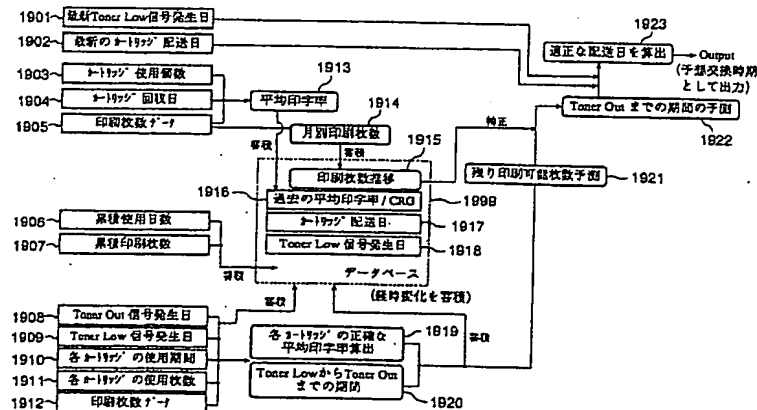 1901 最新Toner Low信号発生日
1902 最新のカートリッジ配送日
1903 カートリッジ使用個数
1904 カートリッジ回収日
1905 印刷枚数データ
1913
平均印字率
1914
月別印刷枚数
蓄積
蓄積
1915
印刷枚数推移
1916
過去の平均印字率/CRG
1999
カートリッジ配送日
1917
Toner Low 信号発生日
1918
データベース
(経時変化を蓄積)
1906 累積使用日数
1907 累積印刷枚数
蓄積
1908 Toner Out 信号発生日
1909 Toner Low 信号発生日
1910 各カートリッジの使用期間
1911 各カートリッジの使用枚数
1912 印刷枚数データ
蓄積
1919
各カートリッジの正確な
平均印字率算出
Toner LowからToner Out
までの期間
1920
蓄積
1921
残り印刷可能枚数予測
補正
Toner Out までの期間の予測
1922
1923
適正な配送日を算出
Output
(予想交換時期
として出力)